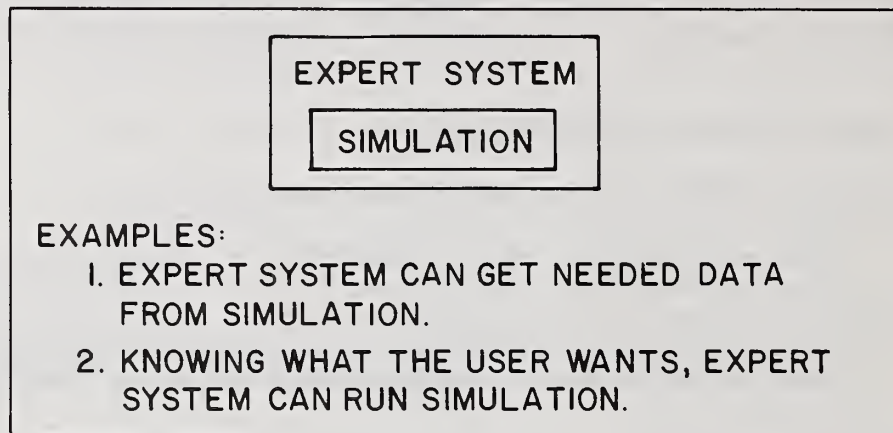 EXPERT SYSTEM
SIMULATION
EXAMPLES:
1. EXPERT SYSTEM CAN GET NEEDED DATA
FROM SIMULATION.
2. KNOWING WHAT THE USER WANTS, EXPERT
SYSTEM CAN RUN SIMULATION.